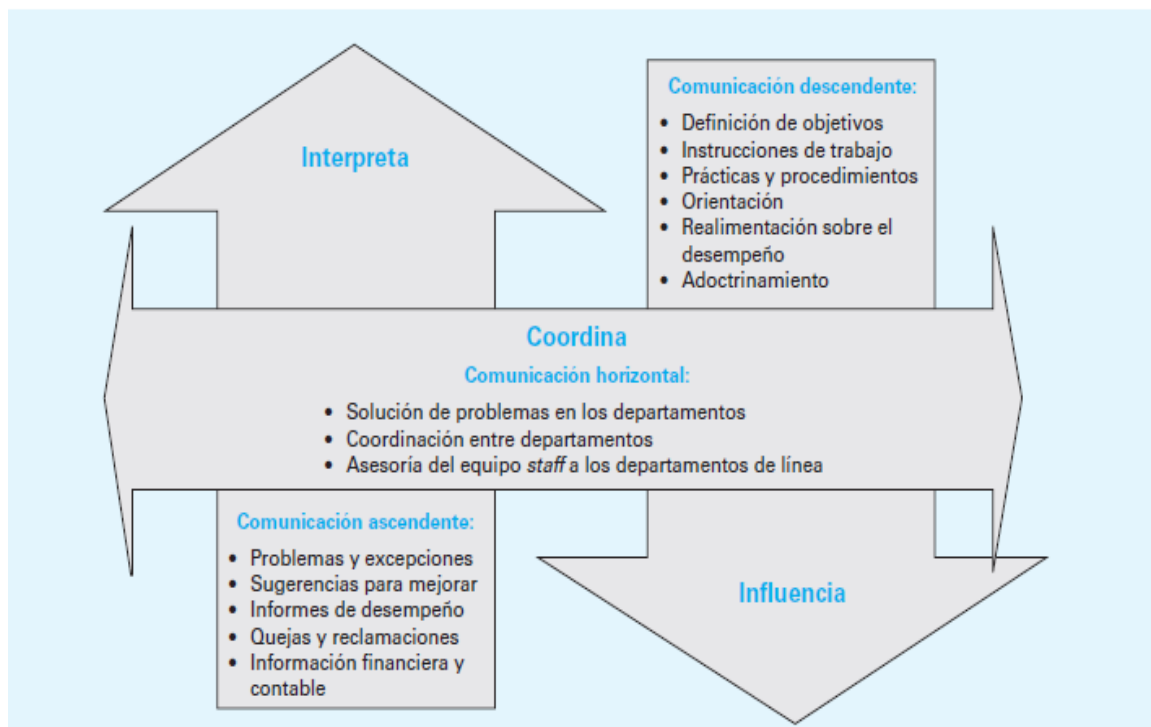 Interpreta
Comunicación descendente:
• Definición de objetivos
• Instrucciones de trabajo
• Prácticas y procedimientos
• Orientación
• Realimentación sobre el
desempeño
• Adoctrinamiento
Coordina
Comunicación horizontal:
• Solución de problemas en los departamentos
• Coordinación entre departamentos
• Asesoría del equipo staff a los departamentos de línea
Comunicación ascendente:
• Problemas y excepciones
• Sugerencias para mejorar
• Informes de desempeño
• Quejas y reclamaciones
• Información financiera y
contable
Influencia